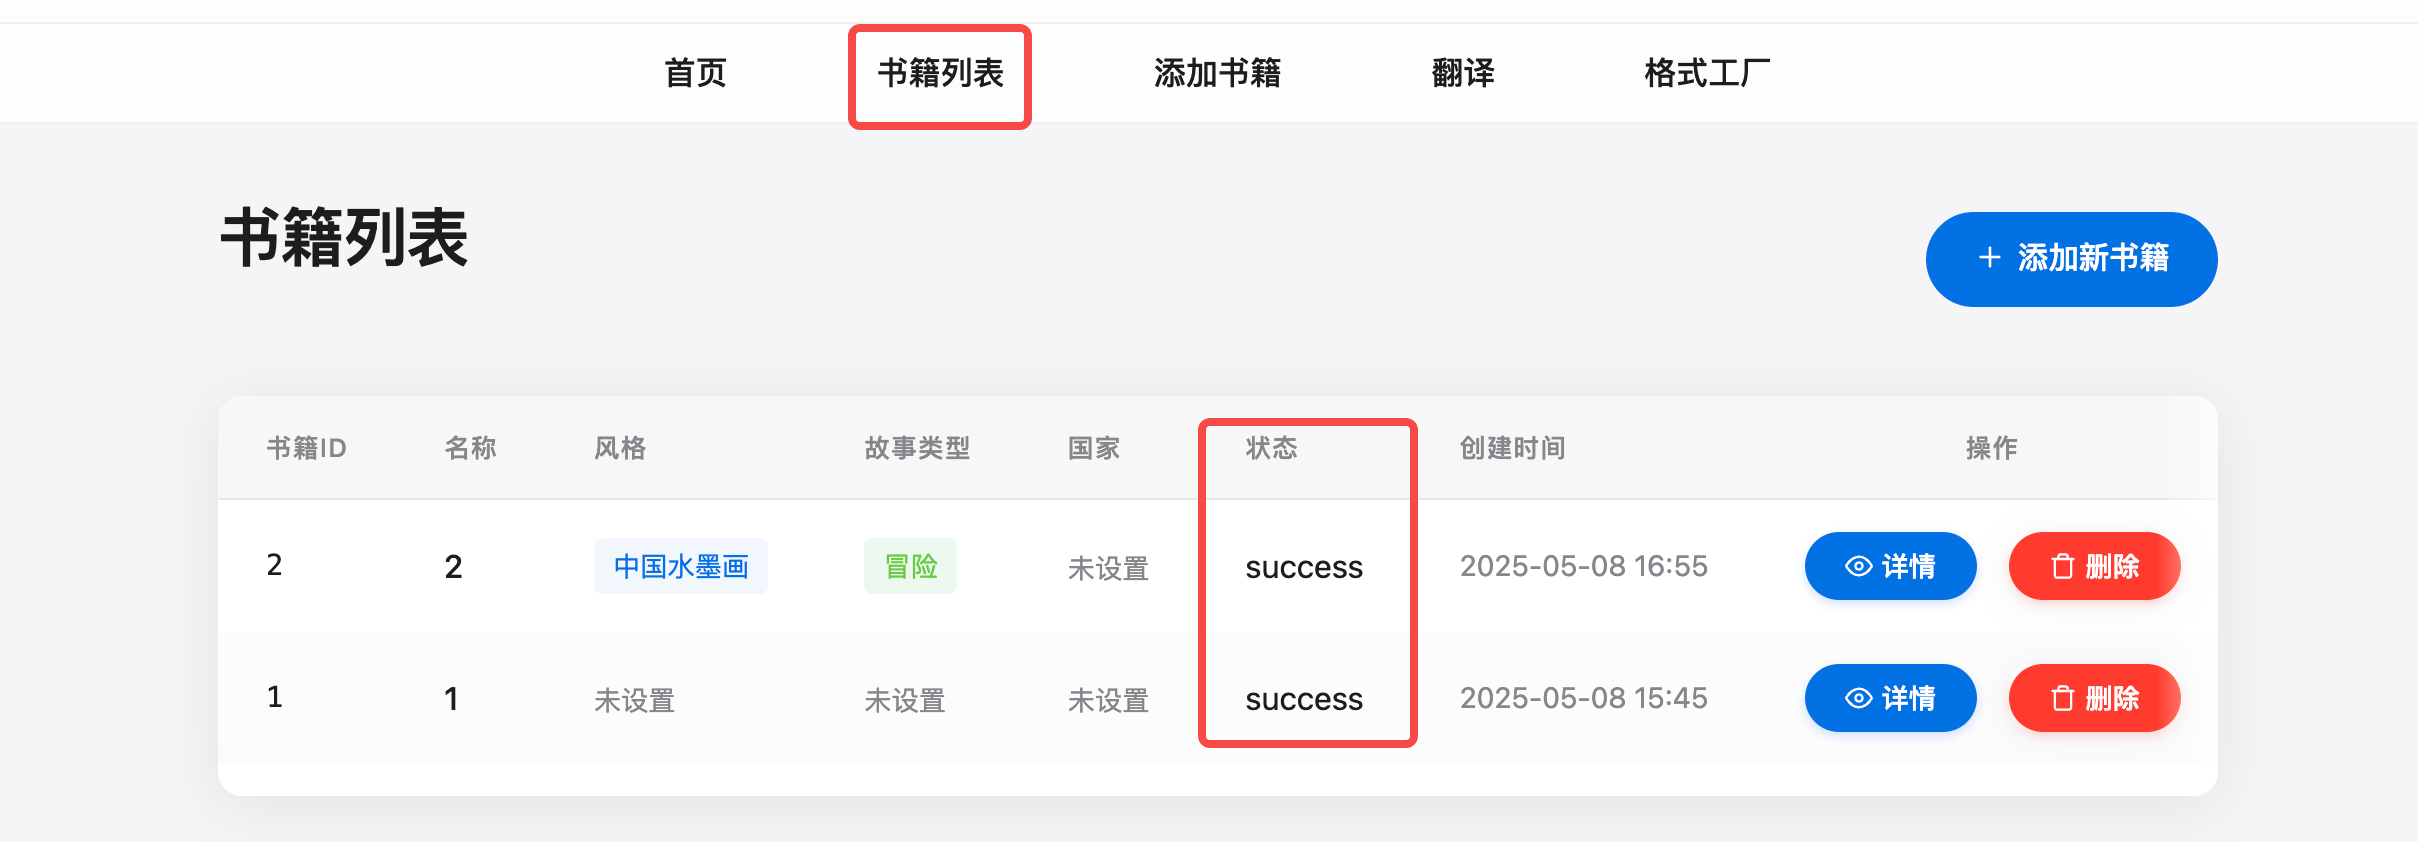 首页 书籍列表 添加书籍 翻译 格式工厂
书籍列表
+ 添加新书籍
书籍ID 名称 风格 故事类型 国家 状态 创建时间 操作
2 2 中国水墨画 冒险 未设置 success 2025-05-08 16:55 详情 删除
1 1 未设置 未设置 未设置 success 2025-05-08 15:45 详情 删除